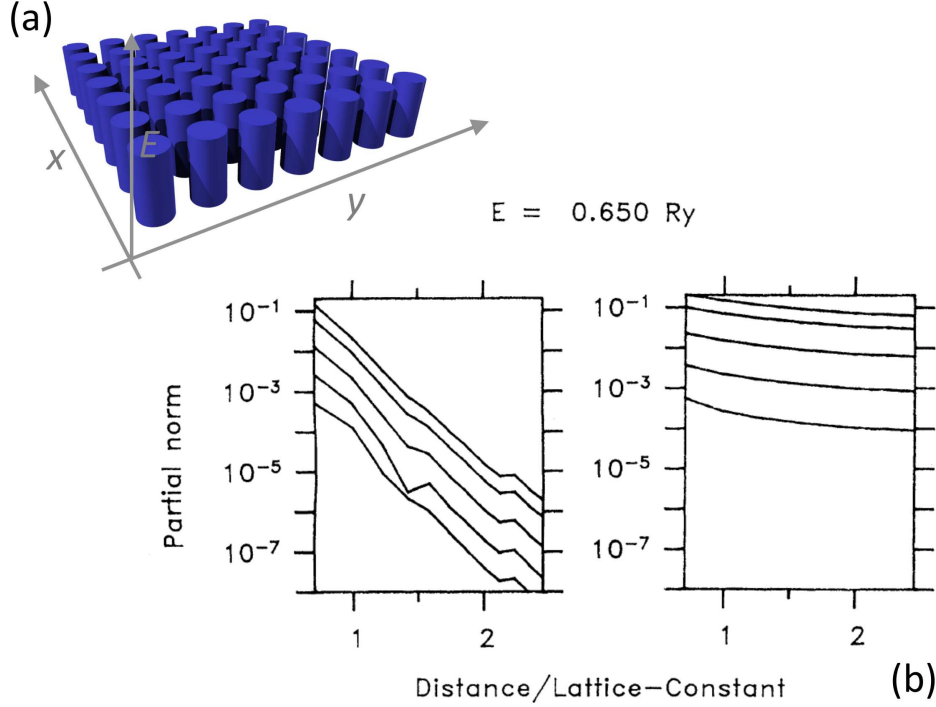 (a)
E
x
y
E = 0.650 Ry
10⁻¹
10⁻³
10⁻⁵
10⁻⁷
Partial norm
1 2
10⁻¹
10⁻³
10⁻⁵
10⁻⁷
1 2
Distance/Lattice-Constant
(b)